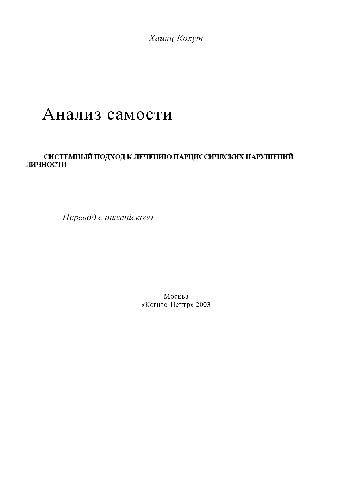 Хайнц Кохут
Анализ самости
СИСТЕМНЫЙ ПОДХОД К ЛЕЧЕНИЮ НАРЦИССИЧЕСКИХ НАРУШЕНИЙ
ЛИЧНОСТИ
Перевод с английского
Москва
«Когито-Центр» 2003